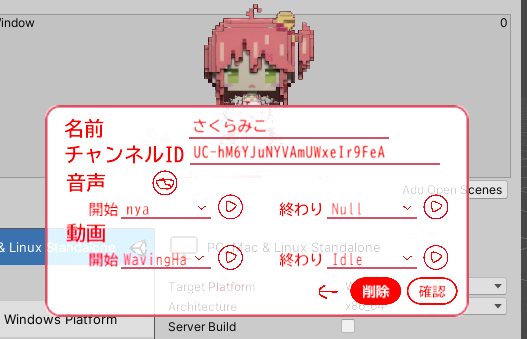 Window 0
名前 さくらみこ
チャンネルID UC-hM6YJuNYVAmUWxeIr9FeA
音声
Add Open Scenes
開始 nya 終わり Null
動画
& Linux Standalone PC, Mac & Linux Standalone
開始 WavingHa 終わり Idle
Target Platform
削除 確認
Architecture x86_64
Windows Platform
Server Build